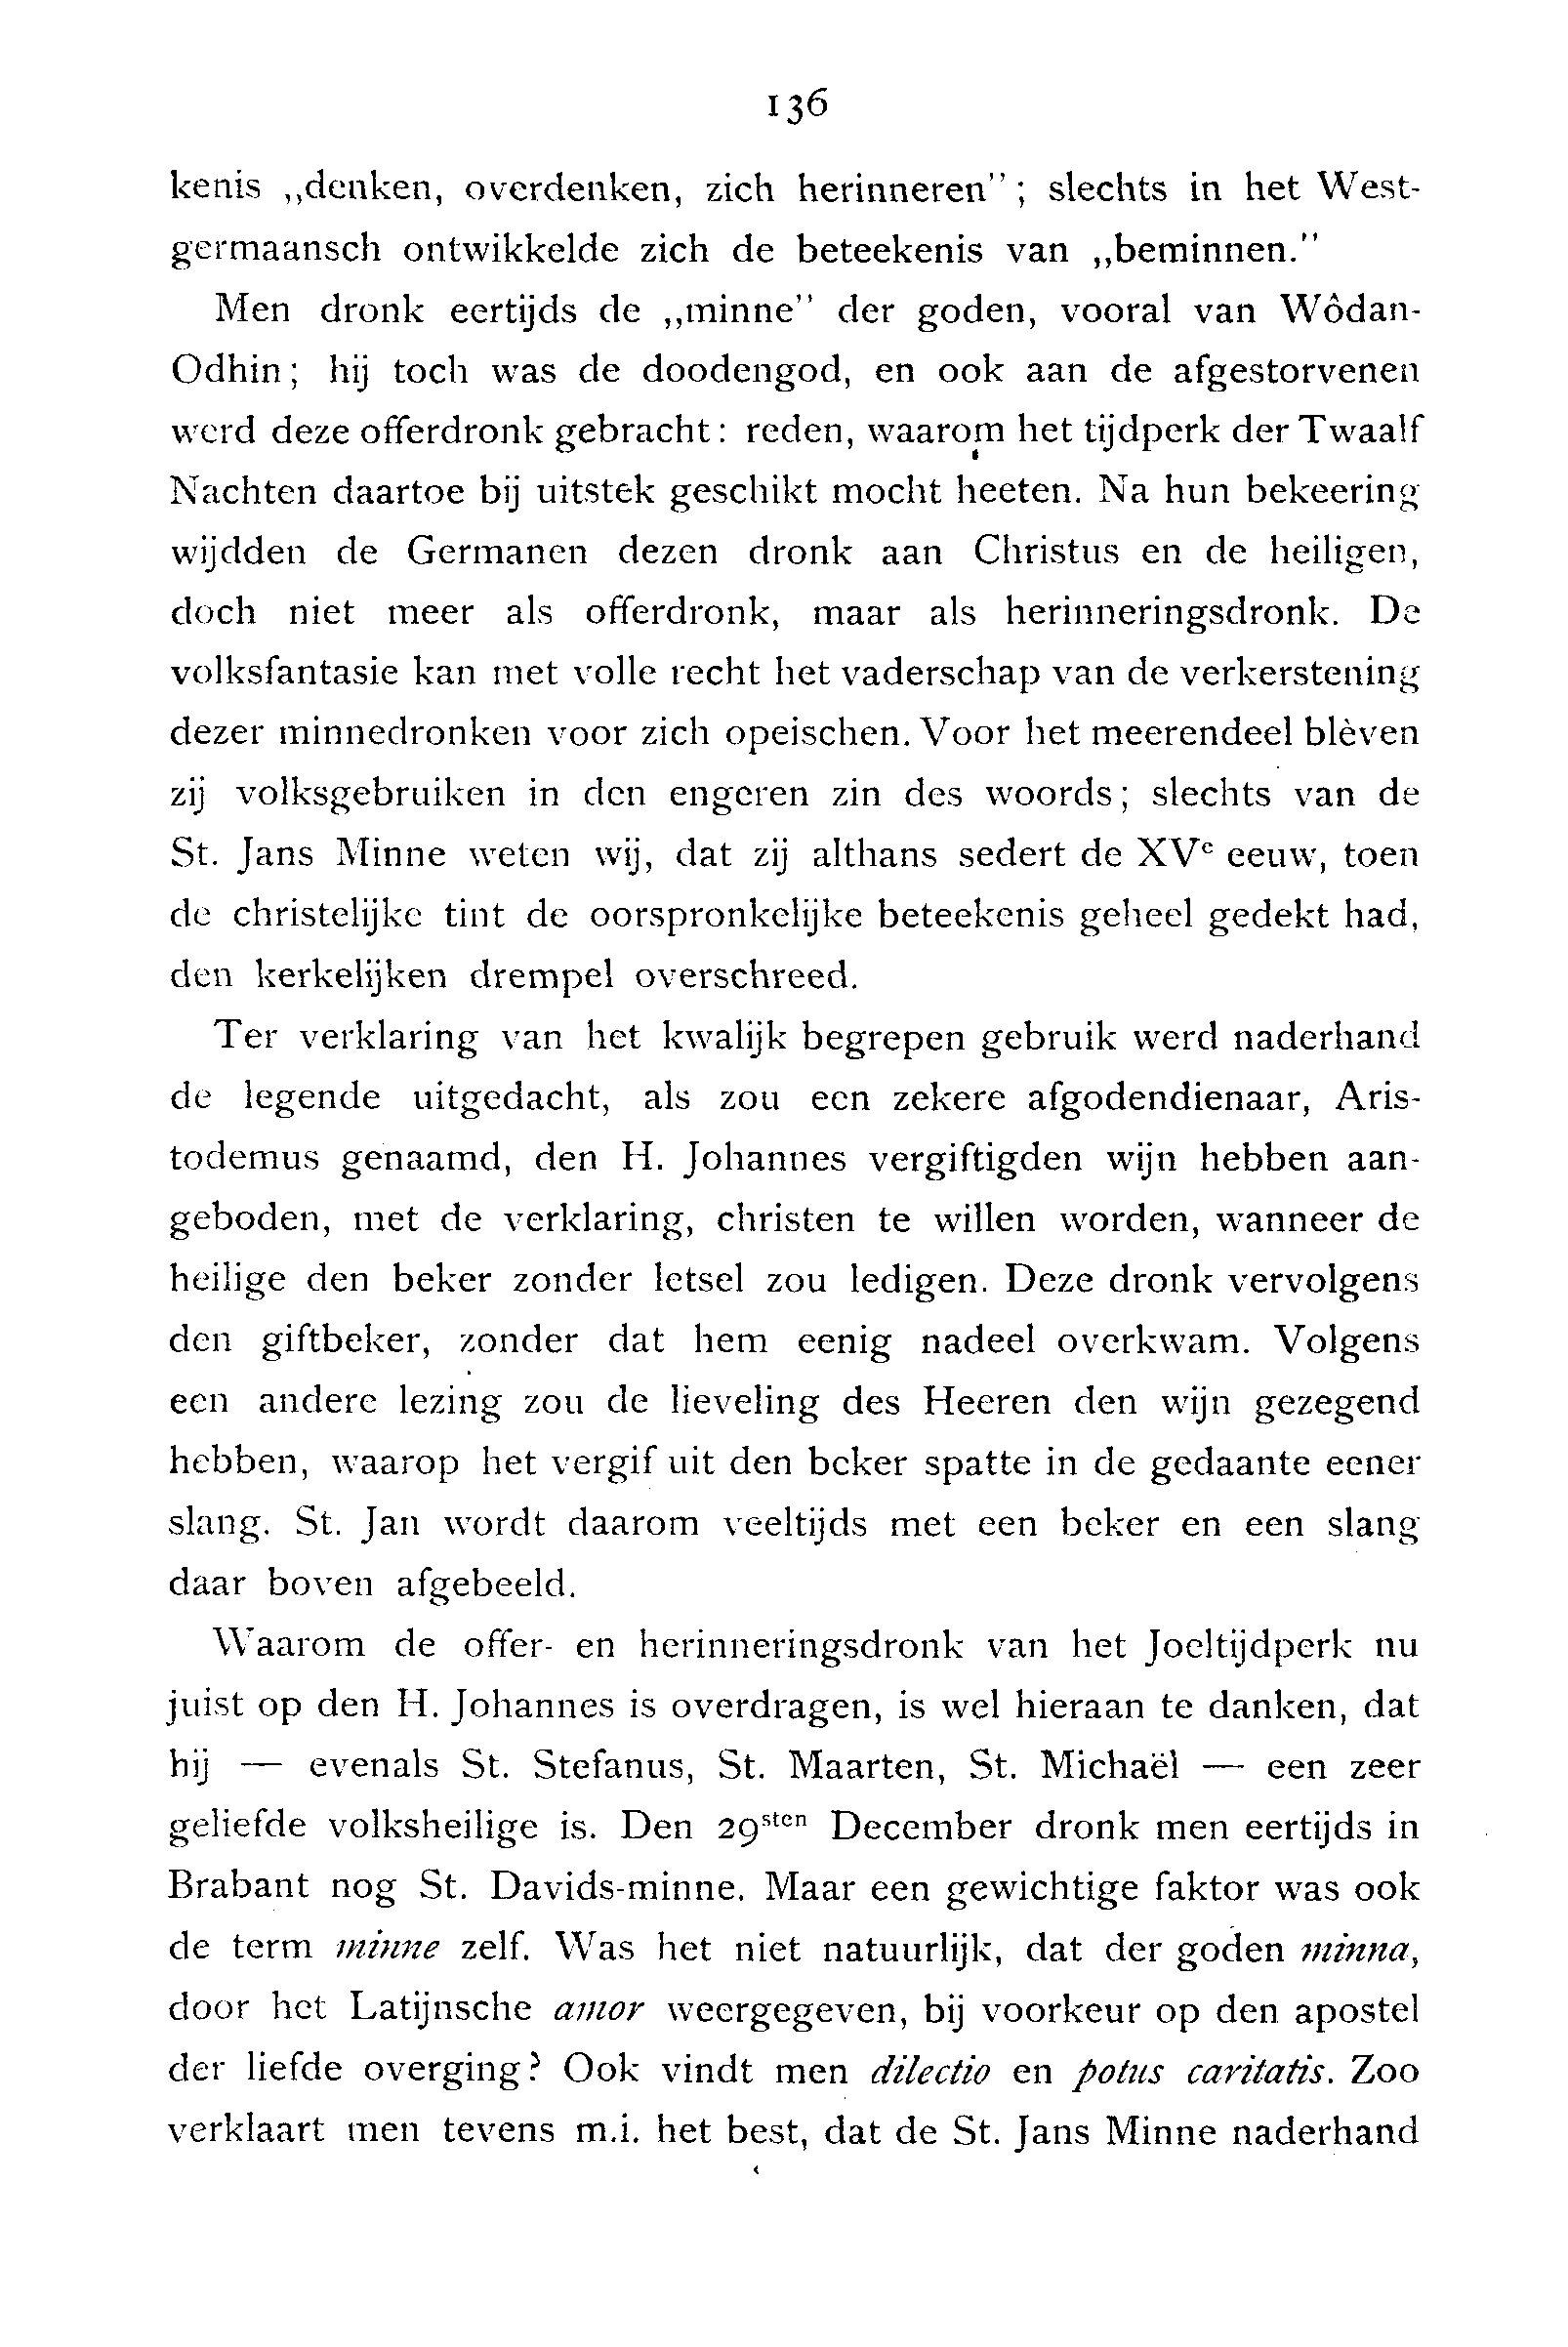 136
kenis „denken, overdenken, zich herinneren”; slechts in het West-
germaansch ontwikkelde zich de beteekenis van „beminnen.”
Men dronk eertijds de „minne” der goden, vooral van Wôdan-
Odhin; hij toch was de doodengod, en ook aan de afgestorvenen
werd deze offerdronk gebracht: reden, waarom het tijdperk der Twaalf
Nachten daartoe bij uitstek geschikt mocht heeten. Na hun bekeering
wijdden de Germanen dezen dronk aan Christus en de heiligen,
doch niet meer als offerdronk, maar als herinneringsdronk. De
volksfantasie kan met volle recht het vaderschap van de verkerstening
dezer minnedronken voor zich opeischen. Voor het meerendeel blèven
zij volksgebruiken in den engeren zin des woords; slechts van de
St. Jans Minne weten wij, dat zij althans sedert de XVe eeuw, toen
de christelijke tint de oorspronkelijke beteekenis geheel gedekt had,
den kerkelijken drempel overschreed.
Ter verklaring van het kwalijk begrepen gebruik werd naderhand
de legende uitgedacht, als zou een zekere afgodendienaar, Aris-
todemus genaamd, den H. Johannes vergiftigden wijn hebben aan-
geboden, met de verklaring, christen te willen worden, wanneer de
heilige den beker zonder letsel zou ledigen. Deze dronk vervolgens
den giftbeker, zonder dat hem eenig nadeel overkwam. Volgens
een andere lezing zou de lieveling des Heeren den wijn gezegend
hebben, waarop het vergif uit den beker spatte in de gedaante eener
slang. St. Jan wordt daarom veeltijds met een beker en een slang
daar boven afgebeeld.
Waarom de offer- en herinneringsdronk van het Joeltijdperk nu
juist op den H. Johannes is overdragen, is wel hieraan te danken, dat
hij — evenals St. Stefanus, St. Maarten, St. Michaël — een zeer
geliefde volksheilige is. Den 29sten December dronk men eertijds in
Brabant nog St. Davids-minne. Maar een gewichtige faktor was ook
de term minne zelf. Was het niet natuurlijk, dat der goden minna,
door het Latijnsche amor weergegeven, bij voorkeur op den apostel
der liefde overging? Ook vindt men dilectio en potus caritatis. Zoo
verklaart men tevens m.i. het best, dat de St. Jans Minne naderhand